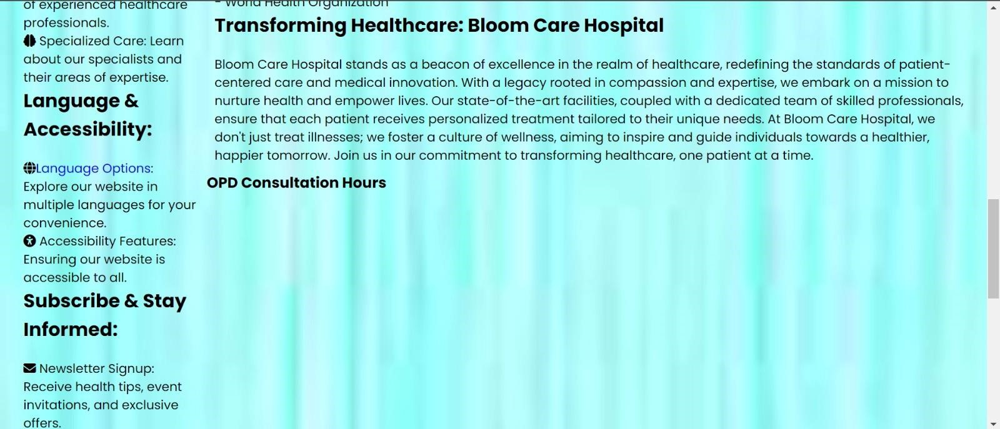 of experienced healthcare
professionals.
Specialized Care: Learn
about our specialists and
their areas of expertise.
Language &
Accessibility:
Language Options:
Explore our website in
multiple languages for your
convenience.
Accessibility Features:
Ensuring our website is
accessible to all.
Subscribe & Stay
Informed:
Newsletter Signup:
Receive health tips, event
invitations, and exclusive
offers.
- World Health Organization
Transforming Healthcare: Bloom Care Hospital
Bloom Care Hospital stands as a beacon of excellence in the realm of healthcare, redefining the standards of patient-
centered care and medical innovation. With a legacy rooted in compassion and expertise, we embark on a mission to
nurture health and empower lives. Our state-of-the-art facilities, coupled with a dedicated team of skilled professionals,
ensure that each patient receives personalized treatment tailored to their unique needs. At Bloom Care Hospital, we
don't just treat illnesses; we foster a culture of wellness, aiming to inspire and guide individuals towards a healthier,
happier tomorrow. Join us in our commitment to transforming healthcare, one patient at a time.
OPD Consultation Hours